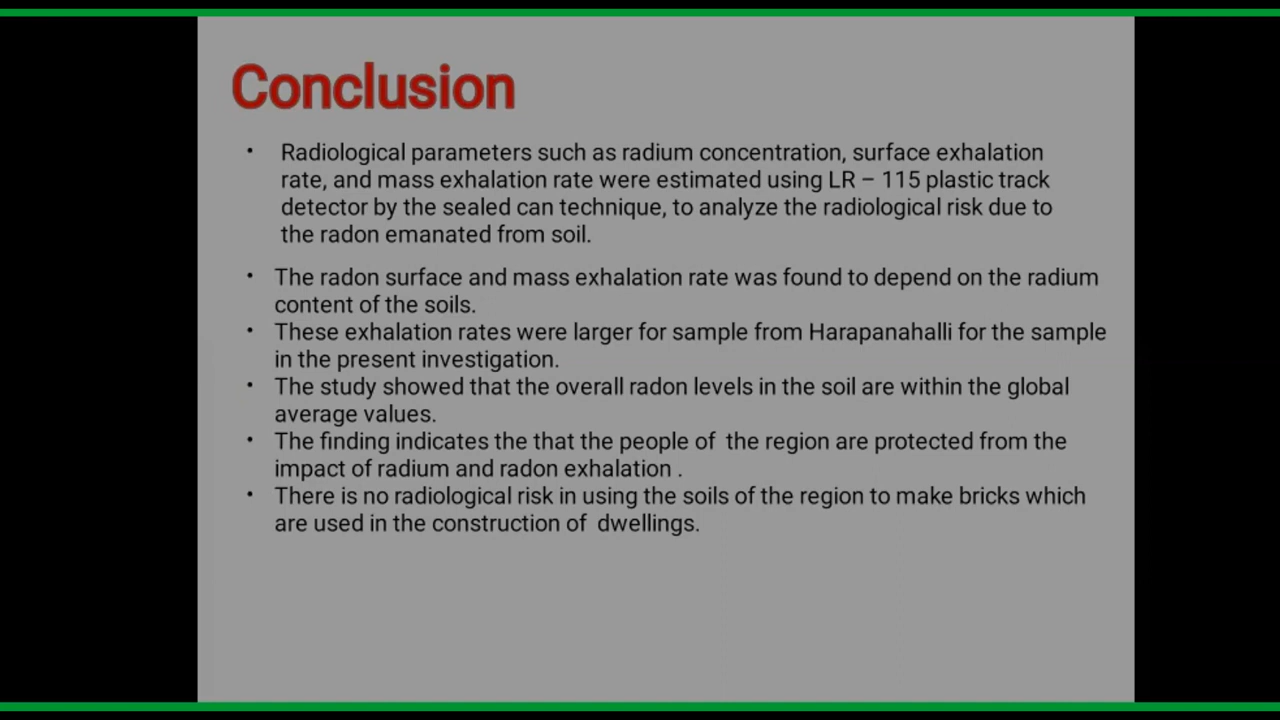 Conclusion
• Radiological parameters such as radium concentration, surface exhalation
rate, and mass exhalation rate were estimated using LR – 115 plastic track
detector by the sealed can technique, to analyze the radiological risk due to
the radon emanated from soil.
• The radon surface and mass exhalation rate was found to depend on the radium
content of the soils.
• These exhalation rates were larger for sample from Harapanahalli for the sample
in the present investigation.
• The study showed that the overall radon levels in the soil are within the global
average values.
• The finding indicates the that the people of the region are protected from the
impact of radium and radon exhalation .
• There is no radiological risk in using the soils of the region to make bricks which
are used in the construction of dwellings.